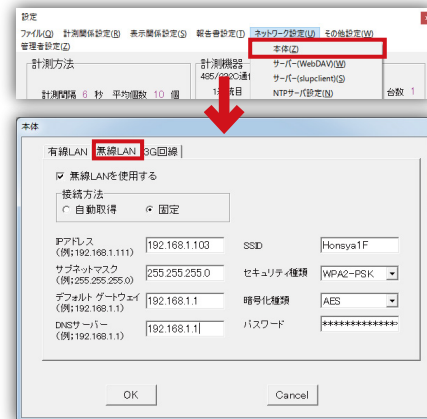 設定
ファイル(Q) 計測関係設定(R) 表示関係設定(S) 報告書設定(T) ネットワーク設定(U) その他設定(W)
管理者設定(Z)
本体(Z)
サーバー(WebDAV)(W)
サーバー(slupclient)(S)
NTPサーバ設定(N)
計測方法
計測機器
計測間隔 6 秒 平均個数 10 個
台数 1
本体
有線LAN 無線LAN 3G回線
無線LANを使用する
接続方法
自動取得 固定
IPアドレス
(例;192.168.1.111)
192.168.1.103
SSID
Honsya1F
サブネットマスク
(例;255.255.255.0)
255.255.255.0
セキュリティ種類
WPA2-PSK
デフォルト ゲートウェイ
(例;192.168.1.1)
192.168.1.1
暗号化種類
AES
DNSサーバー
(例;192.168.1.1)
192.168.1.1
パスワード
*************
OK
Cancel